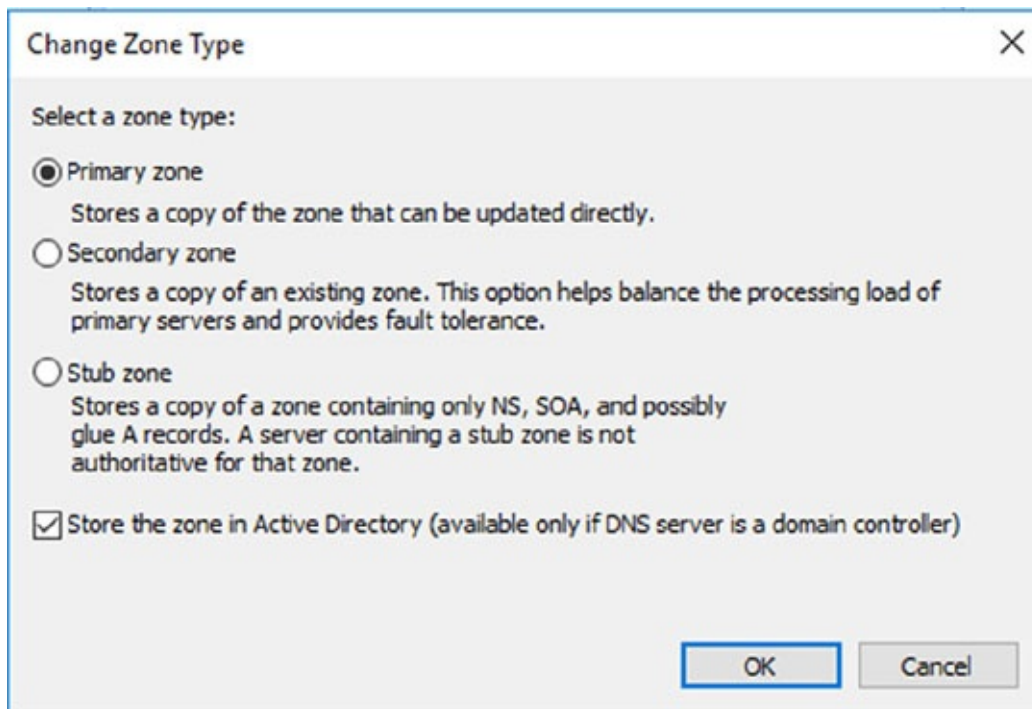 Change Zone Type
Select a zone type:
Primary zone
Stores a copy of the zone that can be updated directly.
Secondary zone
Stores a copy of an existing zone. This option helps balance the processing load of
primary servers and provides fault tolerance.
Stub zone
Stores a copy of a zone containing only NS, SOA, and possibly
glue A records. A server containing a stub zone is not
authoritative for that zone.
Store the zone in Active Directory (available only if DNS server is a domain controller)
OK
Cancel